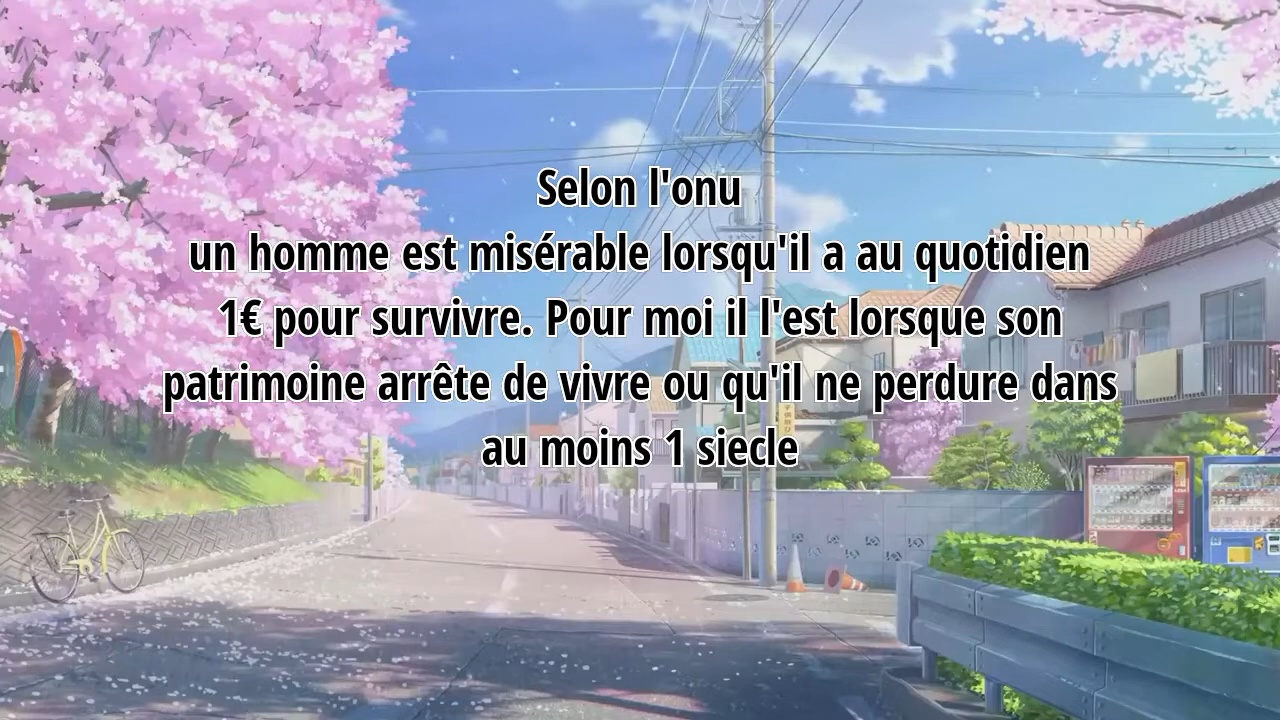 Selon l'onu
un homme est misérable lorsqu'il a au quotidien
1€ pour survivre. Pour moi il l'est lorsque son
patrimoine arrête de vivre ou qu'il ne perdure dans
au moins 1 siecle